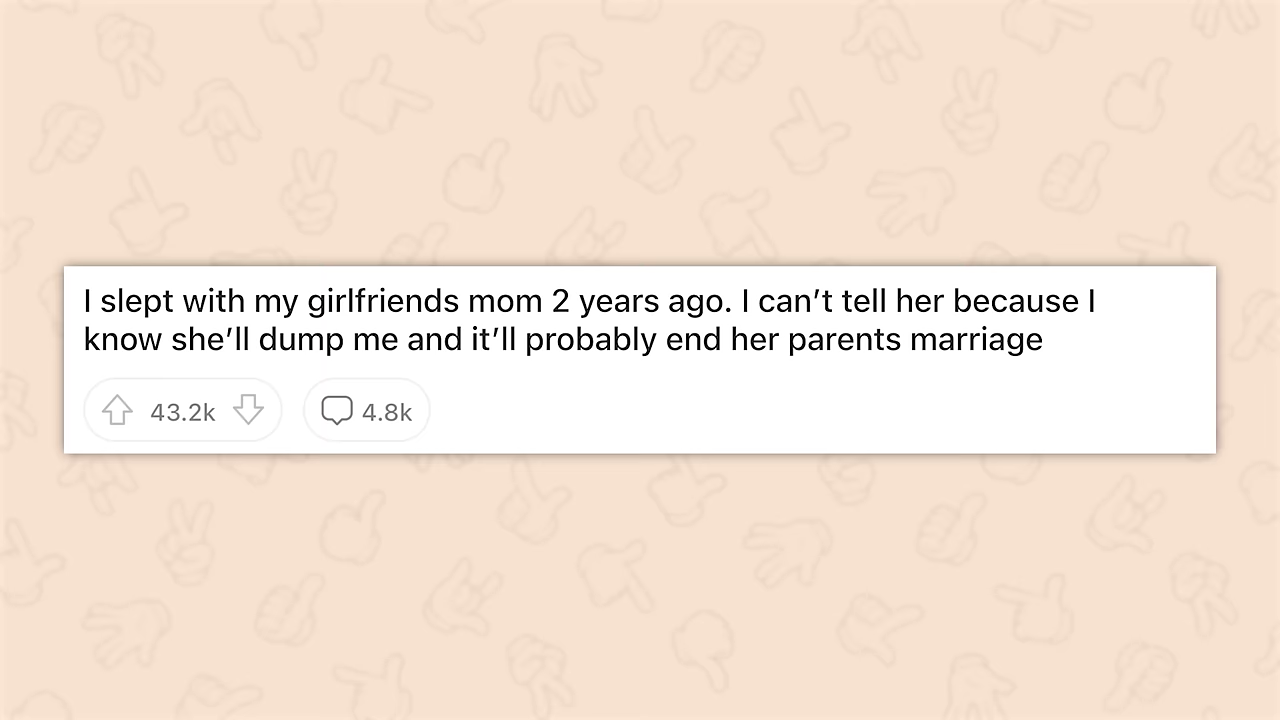 I slept with my girlfriends mom 2 years ago. I can’t tell her because I
know she’ll dump me and it’ll probably end her parents marriage
43.2k 4.8k